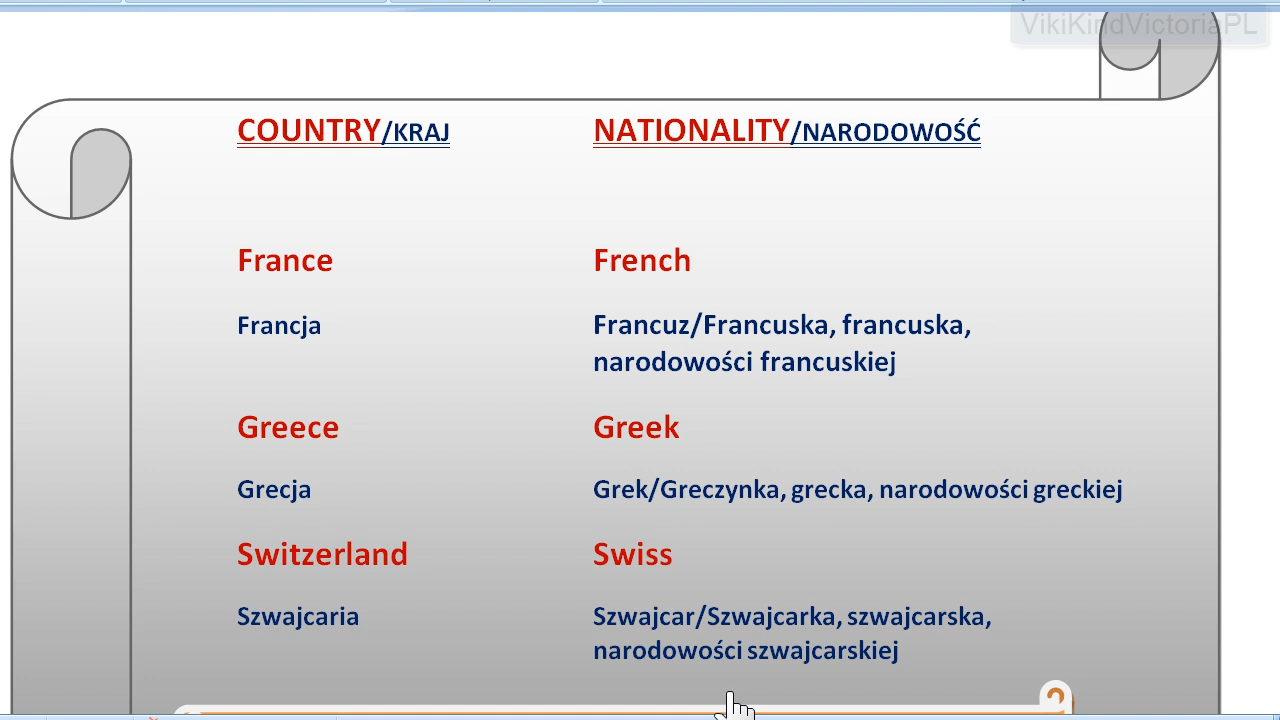 VikiKindVictoriaPL
COUNTRY/KRAJ NATIONALITY/NARODOWOŚĆ
France French
Francja Francuz/Francuska, francuska,
narodowości francuskiej
Greece Greek
Grecja Grek/Greczynka, grecka, narodowości greckiej
Switzerland Swiss
Szwajcaria Szwajcar/Szwajcarka, szwajcarska,
narodowości szwajcarskiej